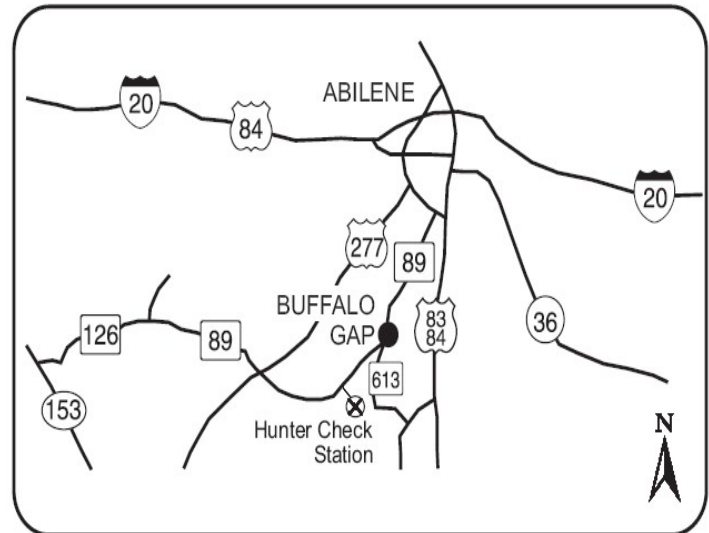 ABILENE
20
84
20
277
89
BUFFALO
GAP
83
84
36
126
89
613
153
Hunter Check
Station
N